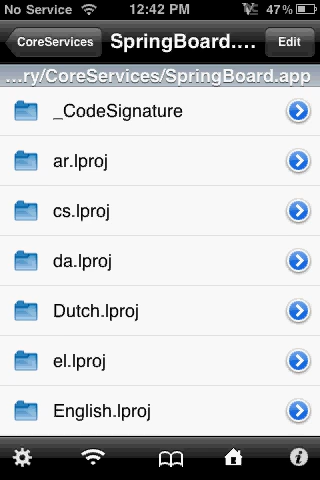 No Service 12:42 PM 47%
CoreServices SpringBoard.... Edit
...ry/CoreServices/SpringBoard.app
_CodeSignature
ar.lproj
cs.lproj
da.lproj
Dutch.lproj
el.lproj
English.lproj